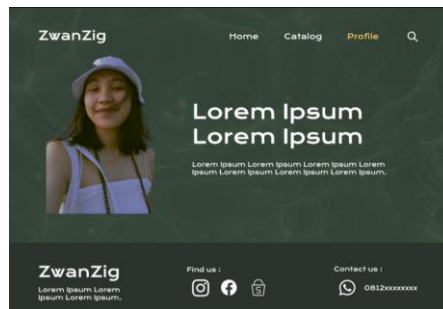 ZwanZig
Home Catalog Profile
Lorem Ipsum
Lorem Ipsum
Lorem Ipsum Lorem Ipsum Lorem Ipsum Lorem
Ipsum Lorem Ipsum Lorem Ipsum Lorem Ipsum.
ZwanZig
Lorem Ipsum Lorem
Ipsum Lorem Ipsum.
Find us :
S
Contact us :
0812xxxxxxxx